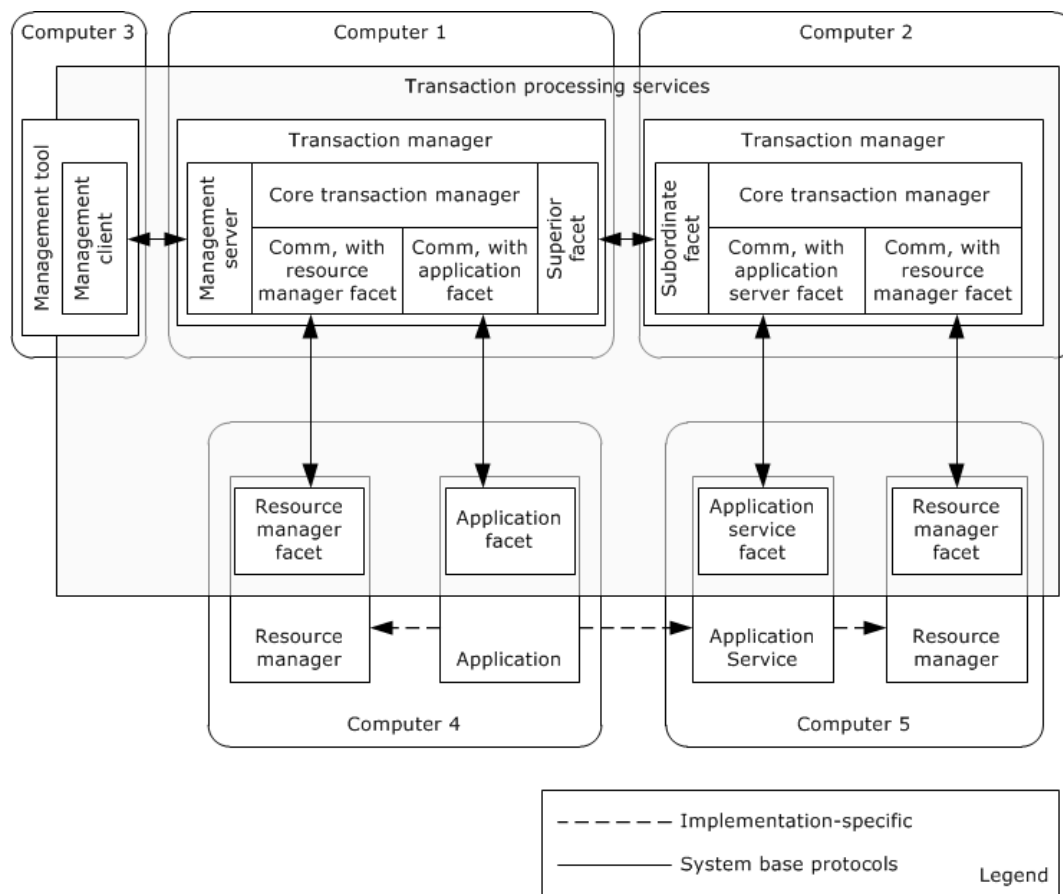 Computer 3
Computer 1
Computer 2
Transaction processing services
Management tool
Management
client
Transaction manager
Management
server
Core transaction manager
Comm, with
resource
manager facet
Comm, with
application
facet
Superior
facet
Transaction manager
Subordinate
facet
Core transaction manager
Comm, with
application
server facet
Comm, with
resource
manager facet
Resource
manager
facet
Application
facet
Application
service
facet
Resource
manager
facet
Resource
manager
Application
Application
Service
Resource
manager
Computer 4
Computer 5
Implementation-specific
System base protocols
Legend